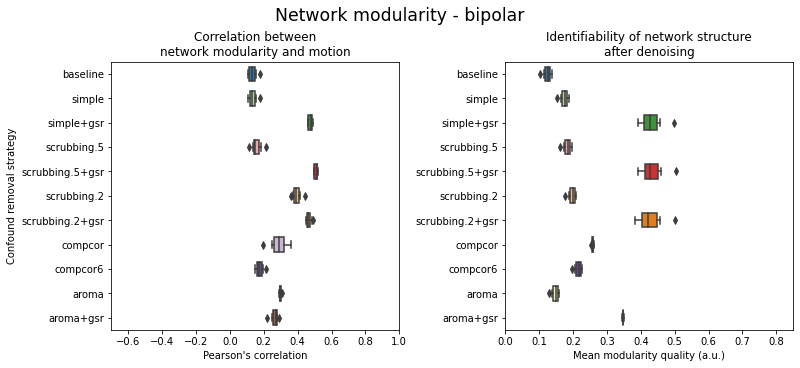 Network modularity - bipolar
Correlation between
network modularity and motion
Confound removal strategy
baseline
simple
simple+gsr
scrubbing.5
scrubbing.5+gsr
scrubbing.2
scrubbing.2+gsr
compcor
compcor6
aroma
aroma+gsr
−0.6 −0.4 −0.2 0.0 0.2 0.4 0.6 0.8 1.0
Pearson's correlation
Identifiability of network structure
after denoising
baseline
simple
simple+gsr
scrubbing.5
scrubbing.5+gsr
scrubbing.2
scrubbing.2+gsr
compcor
compcor6
aroma
aroma+gsr
0.0 0.1 0.2 0.3 0.4 0.5 0.6 0.7 0.8
Mean modularity quality (a.u.)